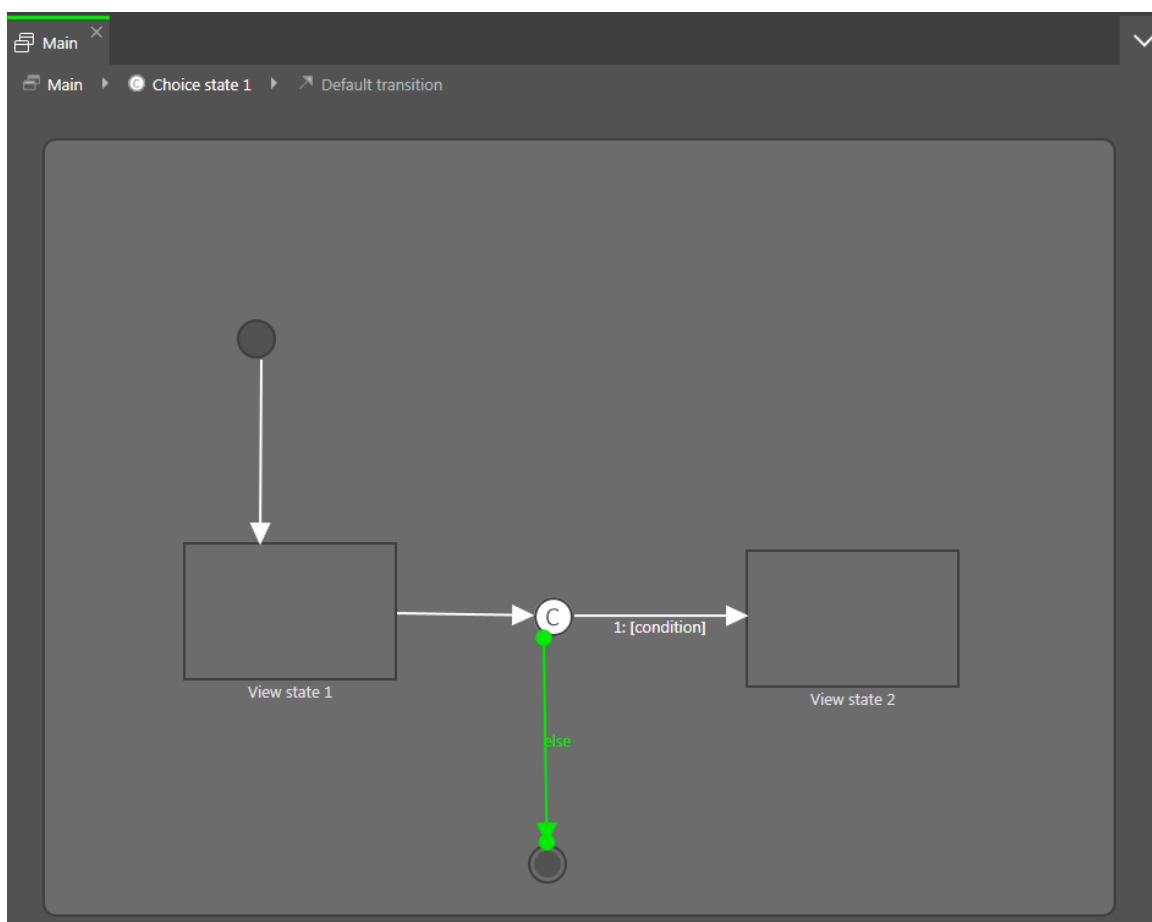 Main
Main Choice state 1 Default transition
C
1: [condition]
View state 1
View state 2
else